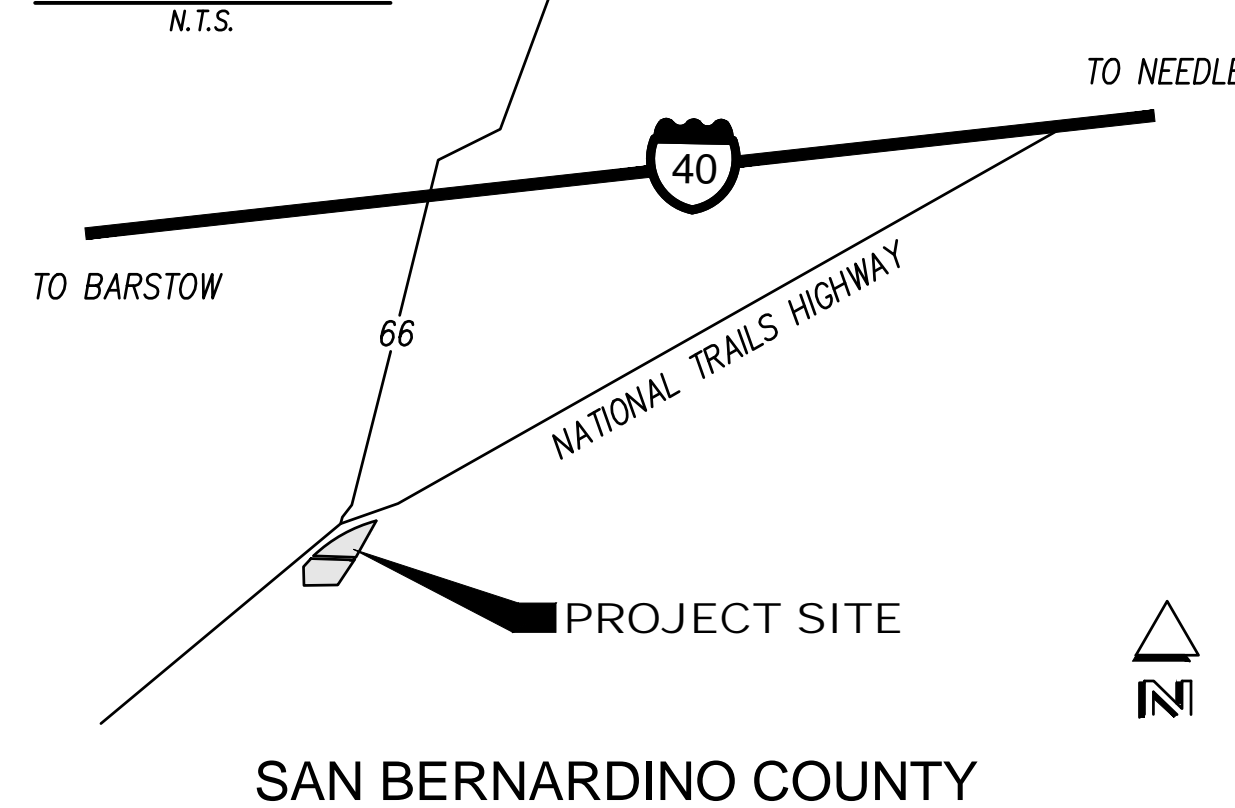 N.T.S.
TO NEEDLE
40
TO BARSTOW
66
NATIONAL TRAILS HIGHWAY
PROJECT SITE
N
SAN BERNARDINO COUNTY